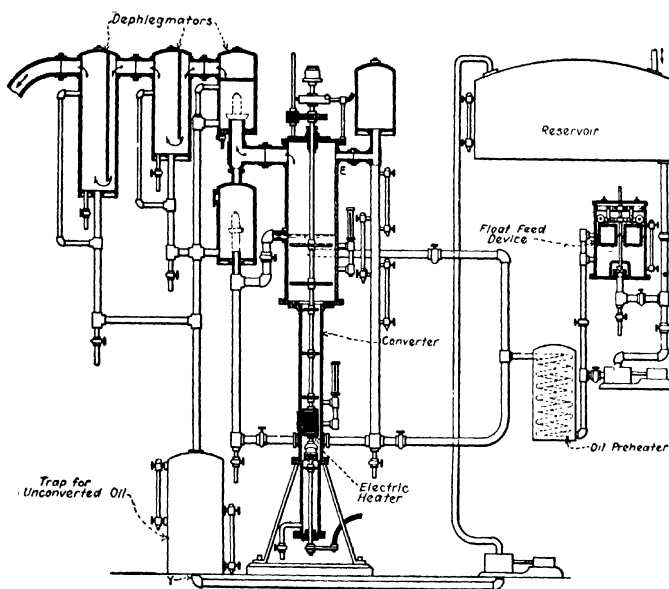 Dephlegmators
Reservoir
E
Float Feed
Device
Converter
Oil Preheater
Trap for
Unconverted Oil
Electric
Heater
Y